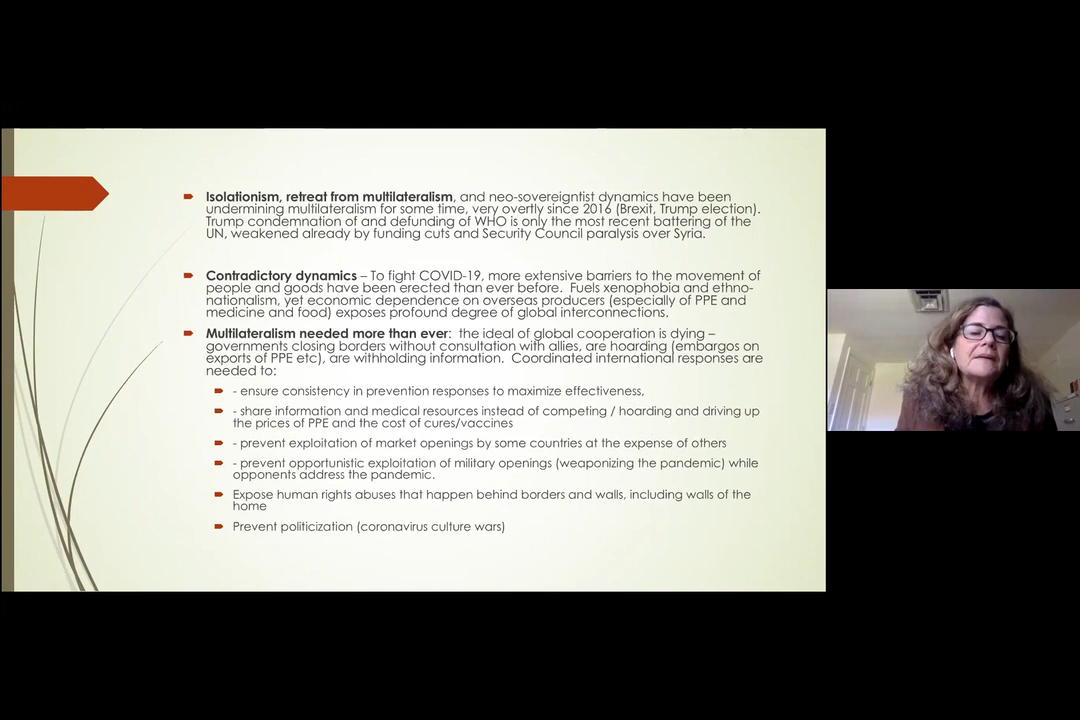 Isolationism, retreat from multilateralism, and neo-sovereigntist dynamics have been
undermining multilateralism for some time, very overtly since 2016 (Brexit, Trump election).
Trump condemnation of and defunding of WHO is only the most recent battering of the
UN, weakened already by funding cuts and Security Council paralysis over Syria.
Contradictory dynamics – To fight COVID-19, more extensive barriers to the movement of
people and goods have been erected than ever before. Fuels xenophobia and ethno-
nationalism, yet economic dependence on overseas producers (especially of PPE and
medicine and food) exposes profound degree of global interconnections.
Multilateralism needed more than ever: the ideal of global cooperation is dying –
governments closing borders without consultation with allies, are hoarding (embargos on
exports of PPE etc), are withholding information. Coordinated international responses are
needed to:
- ensure consistency in prevention responses to maximize effectiveness,
- share information and medical resources instead of competing / hoarding and driving up
the prices of PPE and the cost of cures/vaccines
- prevent exploitation of market openings by some countries at the expense of others
- prevent opportunistic exploitation of military openings (weaponizing the pandemic) while
opponents address the pandemic.
Expose human rights abuses that happen behind borders and walls, including walls of the
home
Prevent politicization (coronavirus culture wars)